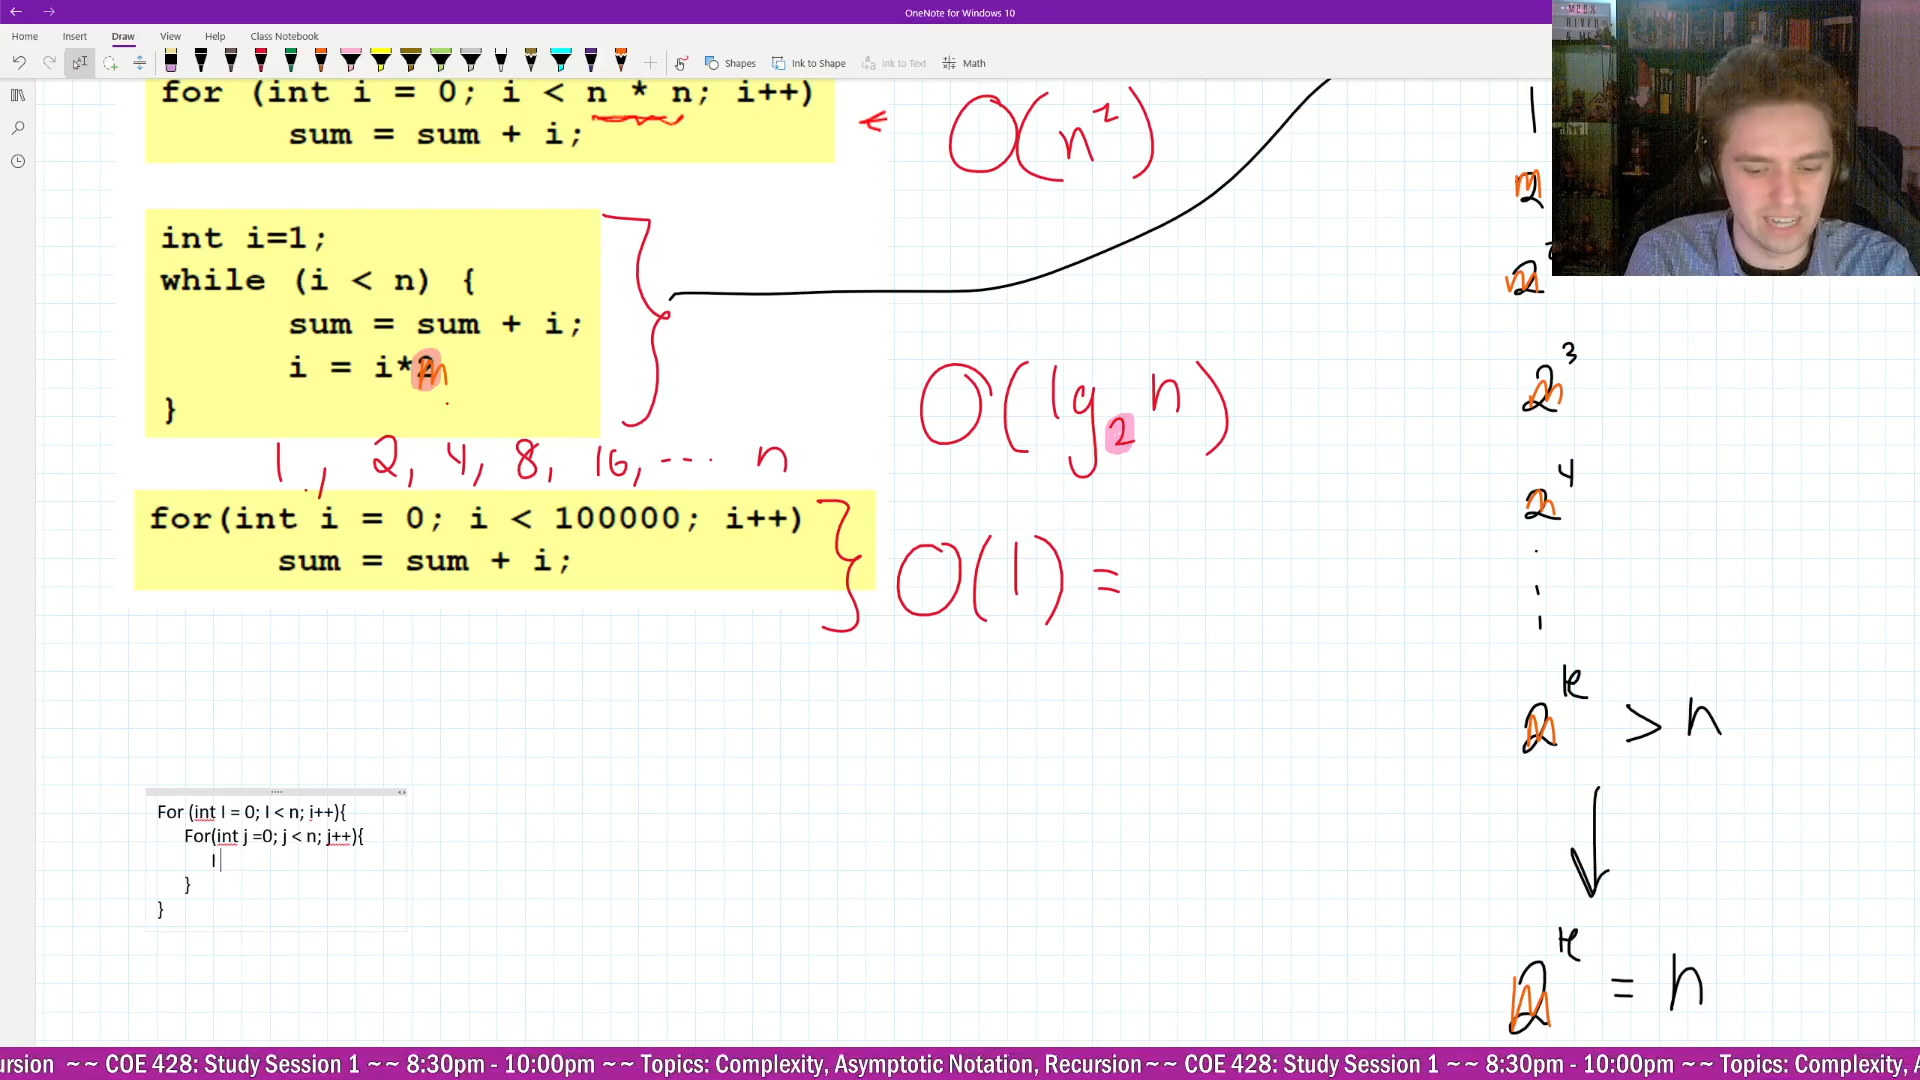 OneNote for Windows 10
Home Insert Draw View Help Class Notebook
Shapes Ink to Shape Ink to Text Math
for (int i = 0; i < n * n; i++)
sum = sum + i;
O(n²)
int i=1;
while (i < n) {
sum = sum + i;
i = i*2
m
}
O(lg₂n)
1, 2, 4, 8, 16, .... n
for(int i = 0; i < 100000; i++)
sum = sum + i;
O(1) =
For (int I = 0; I < n; i++){
For(int j =0; j < n; j++){
I
}
}
1
2
m
2
m
2³
m
2⁴
m
2ᵏ > n
m
2ᵏ = n
m
MOON
RIVER
& ME
ursion ~~ COE 428: Study Session 1 ~~ 8:30pm - 10:00pm ~~ Topics: Complexity, Asymptotic Notation, Recursion~~ COE 428: Study Session 1 ~~ 8:30pm - 10:00pm ~~ Topics: Complexity, A